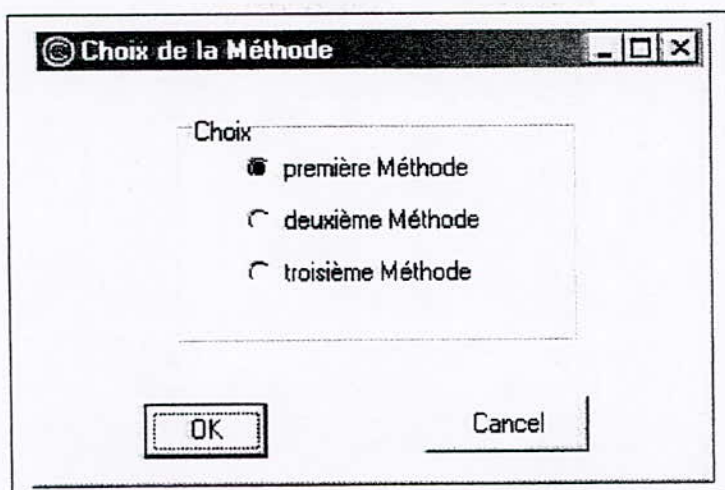 Choix de la Méthode
Choix
première Méthode
deuxième Méthode
troisième Méthode
OK
Cancel